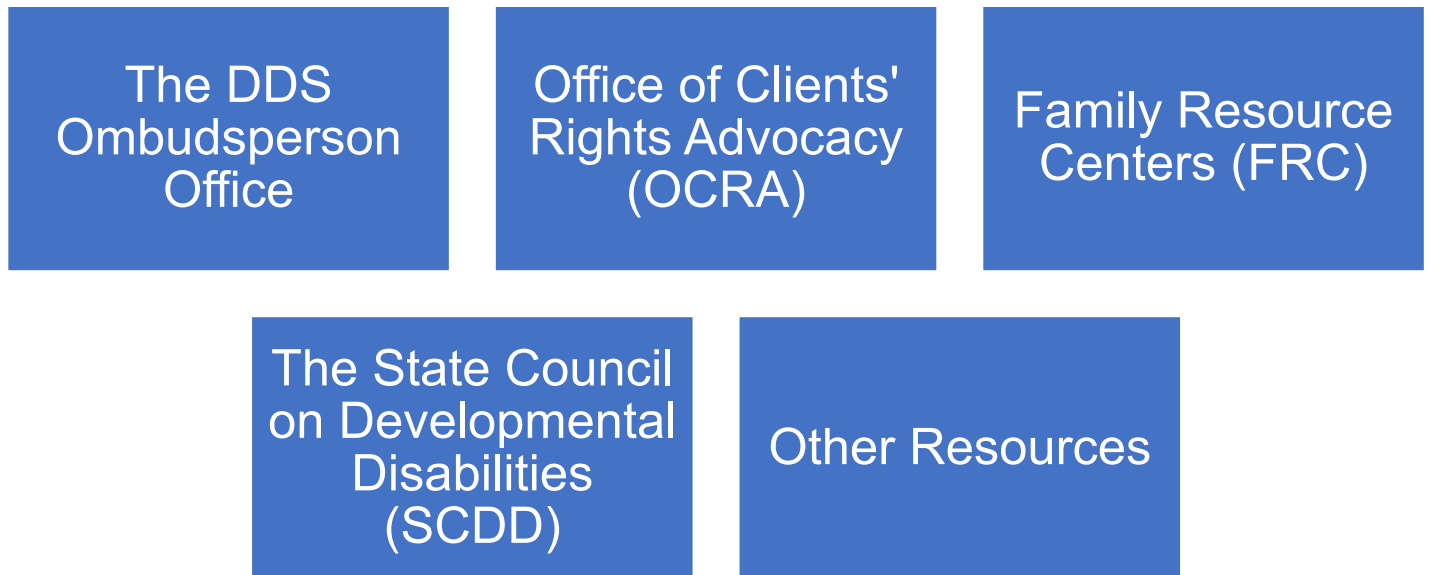 The DDS
Ombudsperson
Office
Office of Clients'
Rights Advocacy
(OCRA)
Family Resource
Centers (FRC)
The State Council
on Developmental
Disabilities
(SCDD)
Other Resources